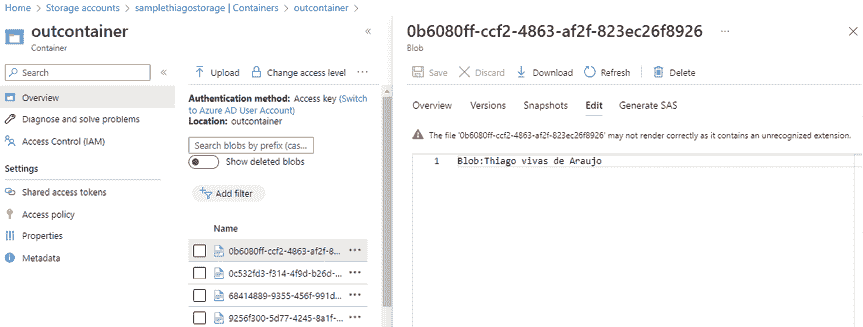 Home > Storage accounts > samplethiagostorage | Containers > outcontainer >
outcontainer
Container
«
Search
«
Overview
Diagnose and solve problems
Access Control (IAM)
Settings
Shared access tokens
Access policy
Properties
Metadata
Upload Change access level ...
Authentication method: Access key (Switch
to Azure AD User Account)
Location: outcontainer
Search blobs by prefix (cas...
Show deleted blobs
Add filter
Name
0b6080ff-ccf2-4863-af2f-8... ...
0c532fd3-f314-4f9d-b26d-... ...
68414889-9355-456f-991d... ...
9256f300-5d77-4245-8a1f-... ...
0b6080ff-ccf2-4863-af2f-823ec26f8926 ...
Blob
Save Discard Download Refresh Delete
Overview Versions Snapshots Edit Generate SAS
The file '0b6080ff-ccf2-4863-af2f-823ec26f8926' may not render correctly as it contains an unrecognized extension.
1 Blob:Thiago vivas de Araujo